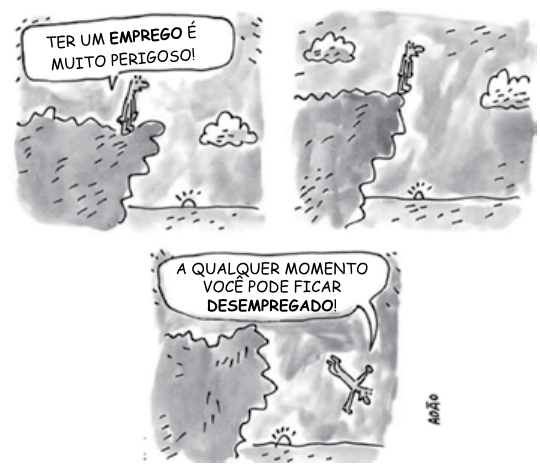 TER UM EMPREGO É
MUITO PERIGOSO!
A QUALQUER MOMENTO
VOCÊ PODE FICAR
DESEMPREGADO!
ADÃO